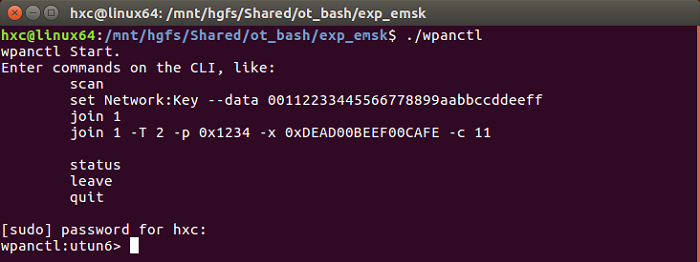 hxc@linux64: /mnt/hgfs/Shared/ot_bash/exp_emsk
hxc@linux64:/mnt/hgfs/Shared/ot_bash/exp_emsk$ ./wpanctl
wpanctl Start.
Enter commands on the CLI, like:
scan
set Network:Key --data 00112233445566778899aabbccddeeff
join 1
join 1 -T 2 -p 0x1234 -x 0xDEAD00BEEF00CAFE -c 11
status
leave
quit
[sudo] password for hxc:
wpanctl:utun6>